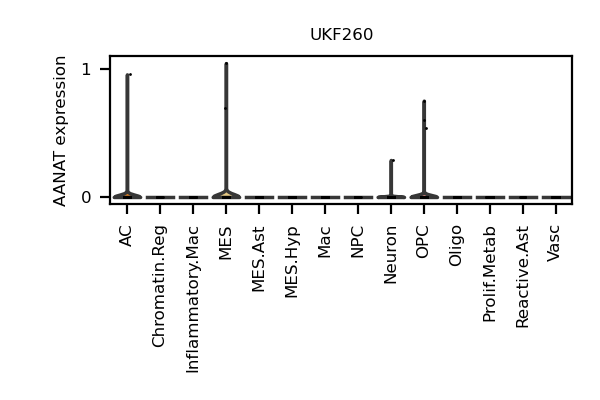 UKF260
AANAT expression
1
0
AC
Chromatin.Reg
Inflammatory.Mac
MES
MES.Ast
MES.Hyp
Mac
NPC
Neuron
OPC
Oligo
Prolif.Metab
Reactive.Ast
Vasc